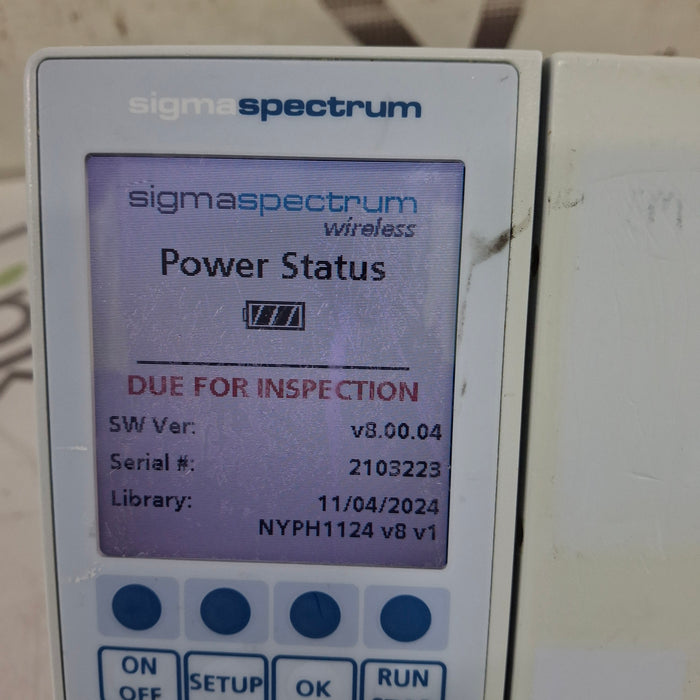 sigmaspectrum
sigmaspectrum
wireless
Power Status
DUE FOR INSPECTION
SW Ver: v8.00.04
Serial #: 2103223
Library: 11/04/2024
NYPH1124 v8 v1
ON SETUP OK RUN
OFF